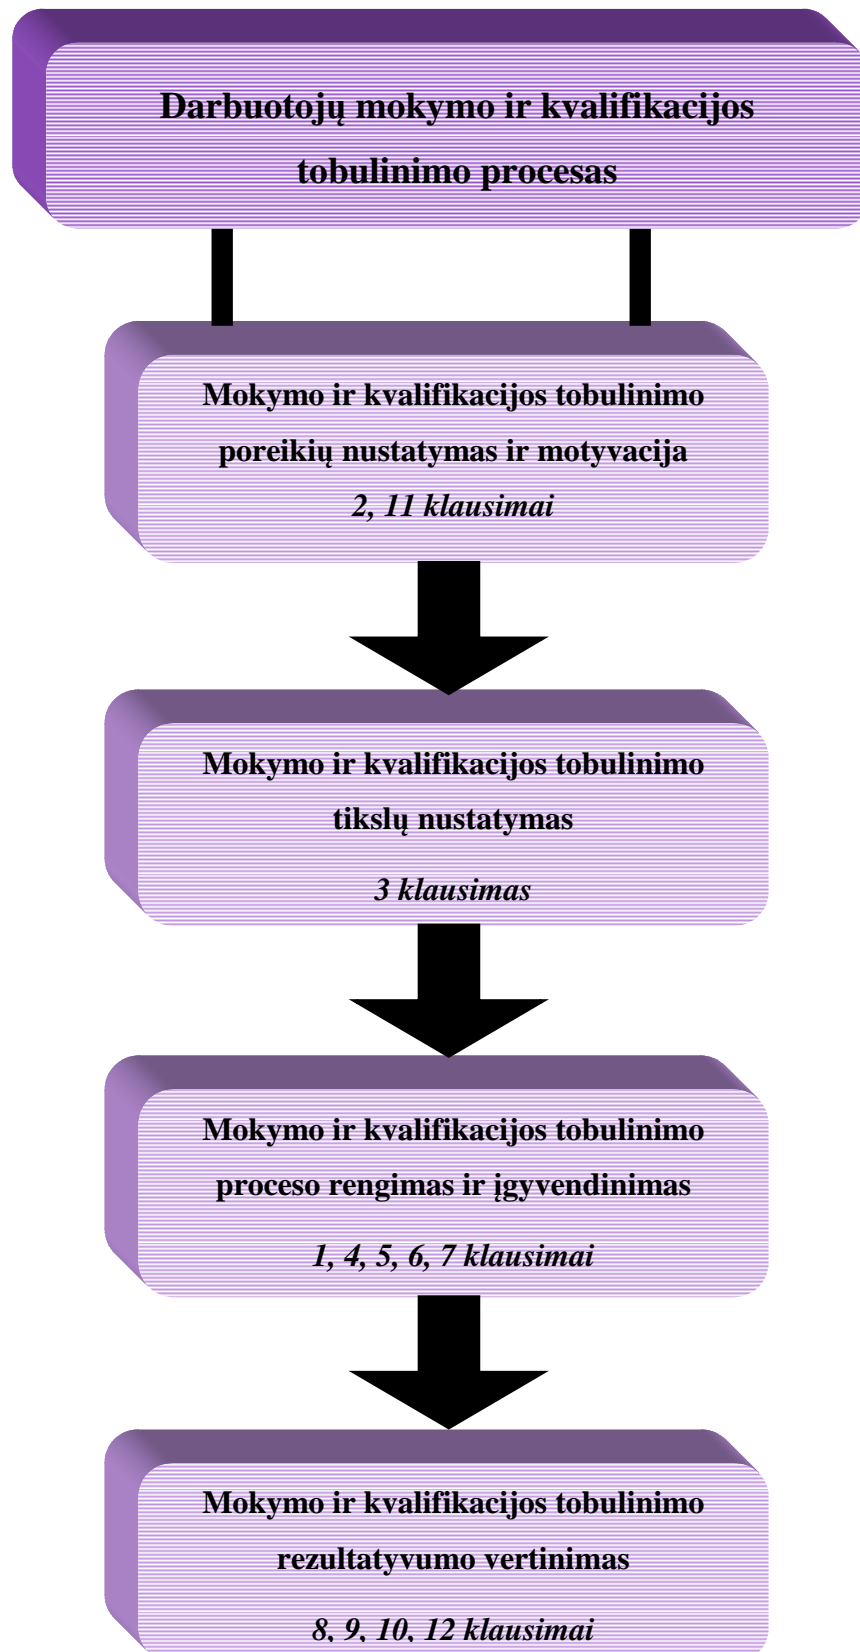 Darbuotojų mokymo ir kvalifikacijos
tobulinimo procesas
Mokymo ir kvalifikacijos tobulinimo
poreikių nustatymas ir motyvacija
2, 11 klausimai
Mokymo ir kvalifikacijos tobulinimo
tikslų nustatymas
3 klausimas
Mokymo ir kvalifikacijos tobulinimo
proceso rengimas ir įgyvendinimas
1, 4, 5, 6, 7 klausimai
Mokymo ir kvalifikacijos tobulinimo
rezultatyvumo vertinimas
8, 9, 10, 12 klausimai